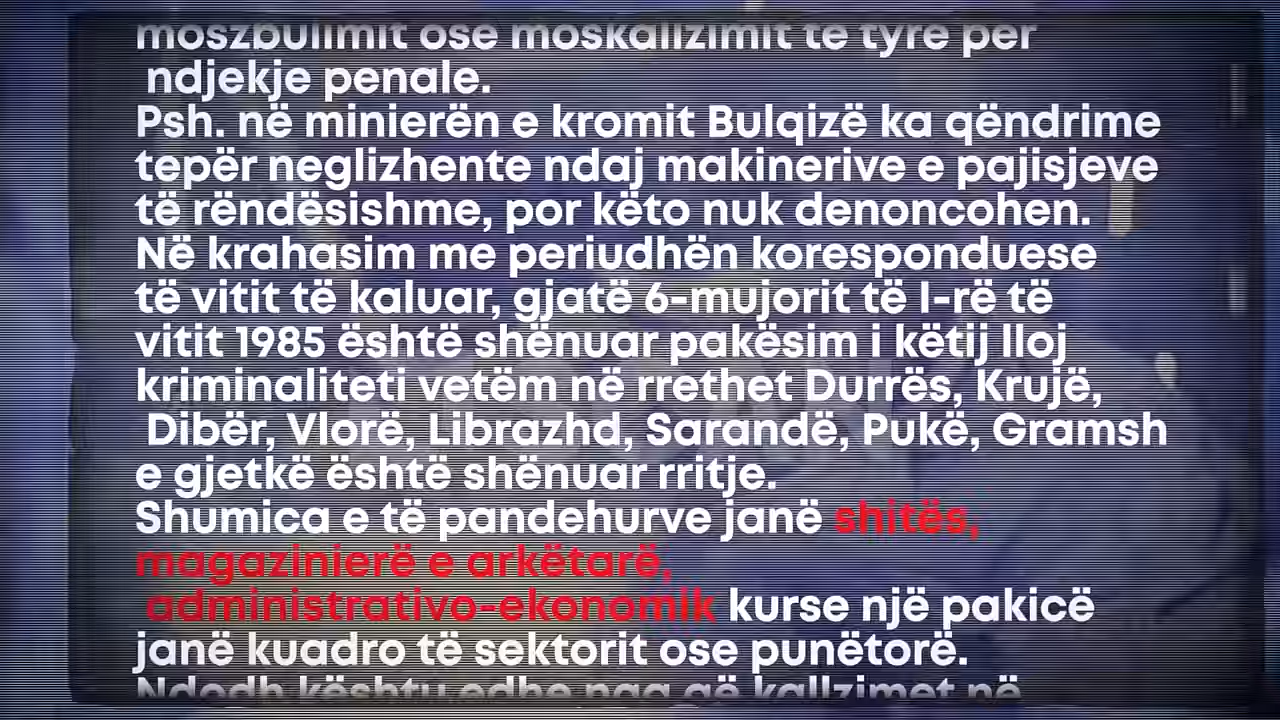 moszbulimit ose moskallzimit të tyre për
ndjekje penale.
Psh. në minierën e kromit Bulqizë ka qëndrime
tepër neglizhente ndaj makinerive e pajisjeve
të rëndësishme, por këto nuk denoncohen.
Në krahasim me periudhën koresponduese
të vitit të kaluar, gjatë 6-mujorit të I-rë të
vitit 1985 është shënuar pakësim i këtij lloj
kriminaliteti vetëm në rrethet Durrës, Krujë,
Dibër, Vlorë, Librazhd, Sarandë, Pukë, Gramsh
e gjetkë është shënuar rritje.
Shumica e të pandehurve janë shitës,
magazinierë e arkëtarë,
administrativo-ekonomik kurse një pakicë
janë kuadro të sektorit ose punëtorë.
Ndodh kështu edhe nga që kallzimet në